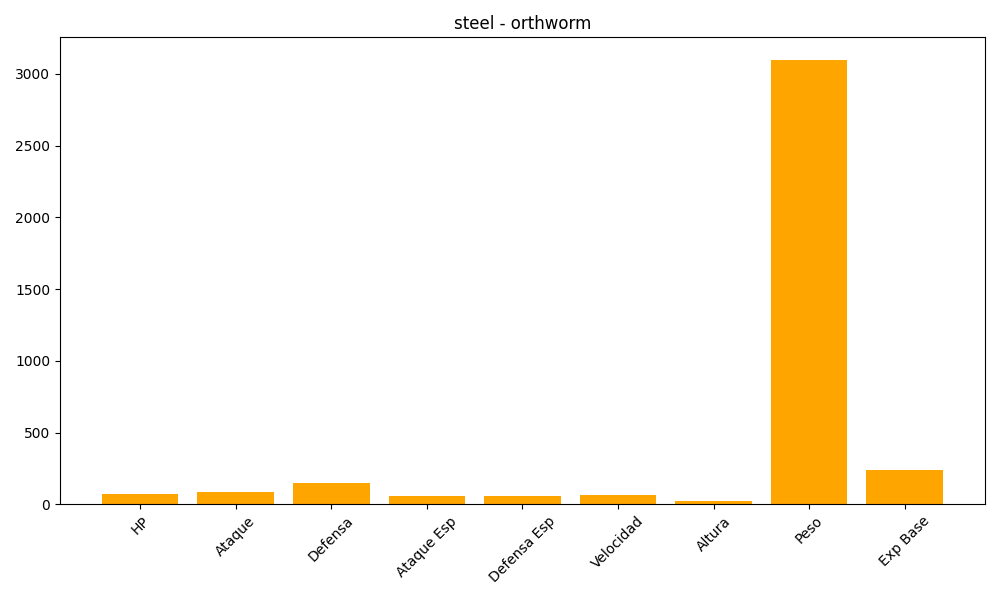 steel - orthworm
3000
2500
2000
1500
1000
500
0
HP
Ataque
Defensa
Ataque Esp
Defensa Esp
Velocidad
Altura
Peso
Exp Base